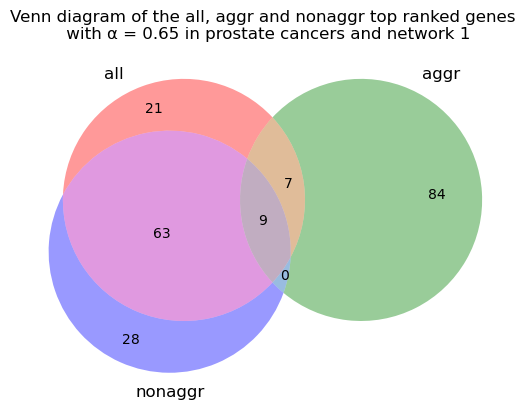 Venn diagram of the all, aggr and nonaggr top ranked genes
with α = 0.65 in prostate cancers and network 1
all
aggr
21
7
84
9
63
0
28
nonaggr